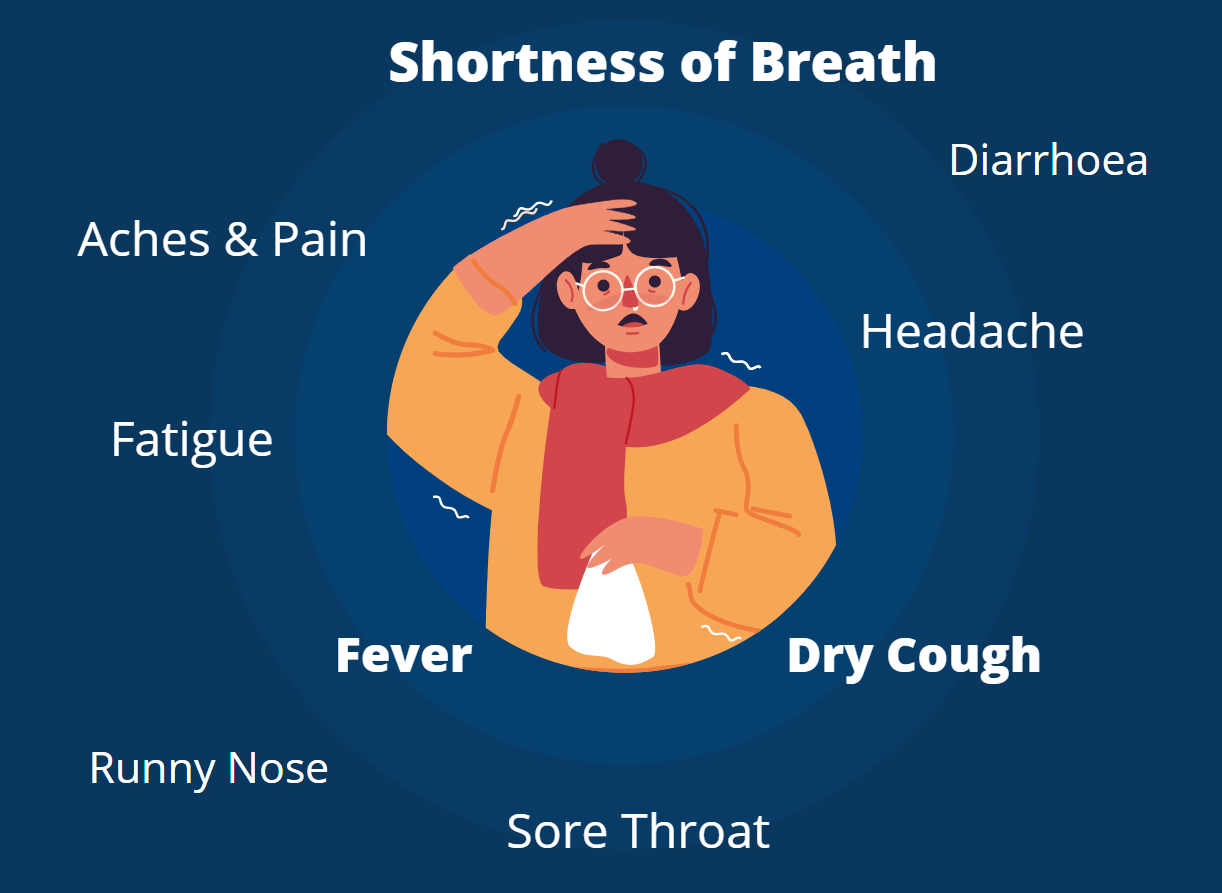 Shortness of Breath
Diarrhoea
Aches & Pain
Headache
Fatigue
Fever
Dry Cough
Runny Nose
Sore Throat